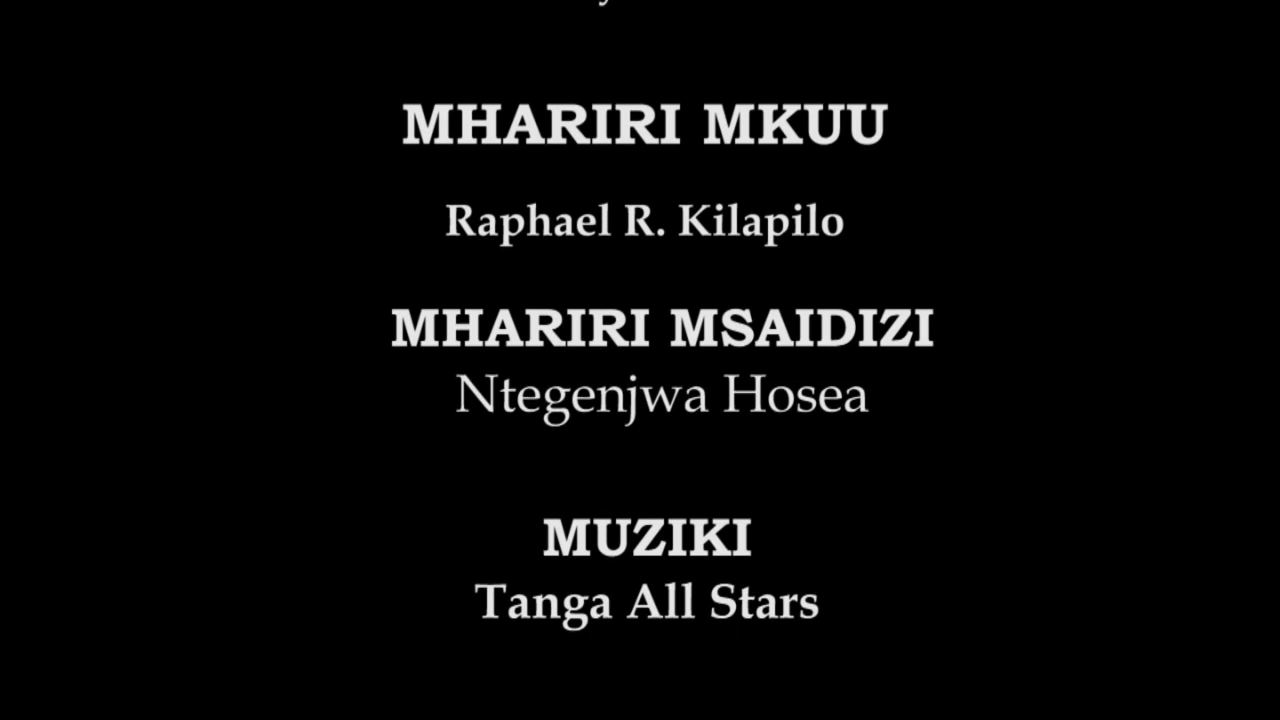 MHARIRI MKUU
Raphael R. Kilapilo
MHARIRI MSAIDIZI
Ntegenjwa Hosea
MUZIKI
Tanga All Stars